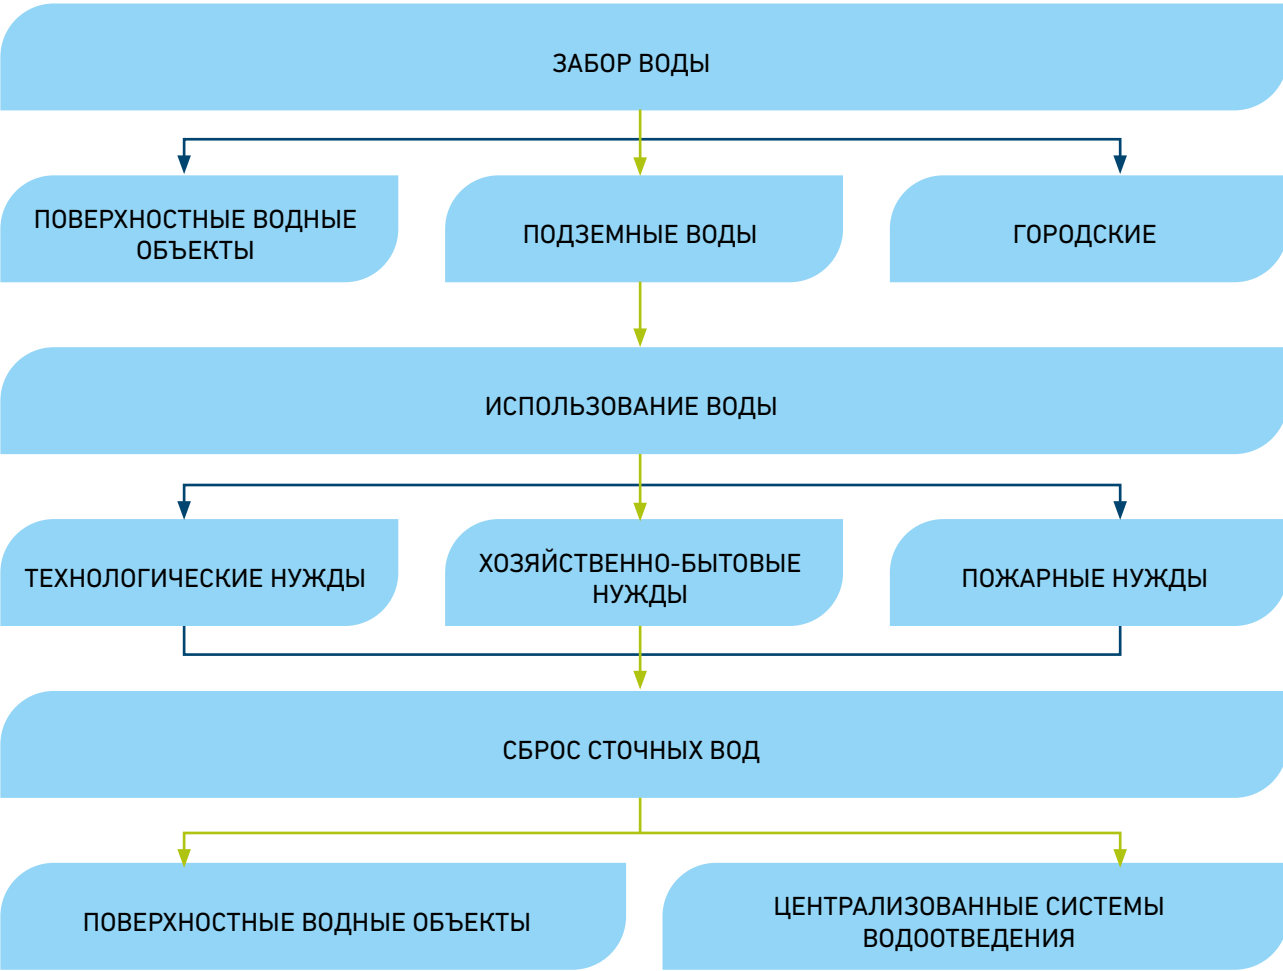 ЗАБОР ВОДЫ
ПОВЕРХНОСТНЫЕ ВОДНЫЕ
ОБЪЕКТЫ
ПОДЗЕМНЫЕ ВОДЫ
ГОРОДСКИЕ
ИСПОЛЬЗОВАНИЕ ВОДЫ
ТЕХНОЛОГИЧЕСКИЕ НУЖДЫ
ХОЗЯЙСТВЕННО-БЫТОВЫЕ
НУЖДЫ
ПОЖАРНЫЕ НУЖДЫ
СБРОС СТОЧНЫХ ВОД
ПОВЕРХНОСТНЫЕ ВОДНЫЕ ОБЪЕКТЫ
ЦЕНТРАЛИЗОВАННЫЕ СИСТЕМЫ
ВОДООТВЕДЕНИЯ